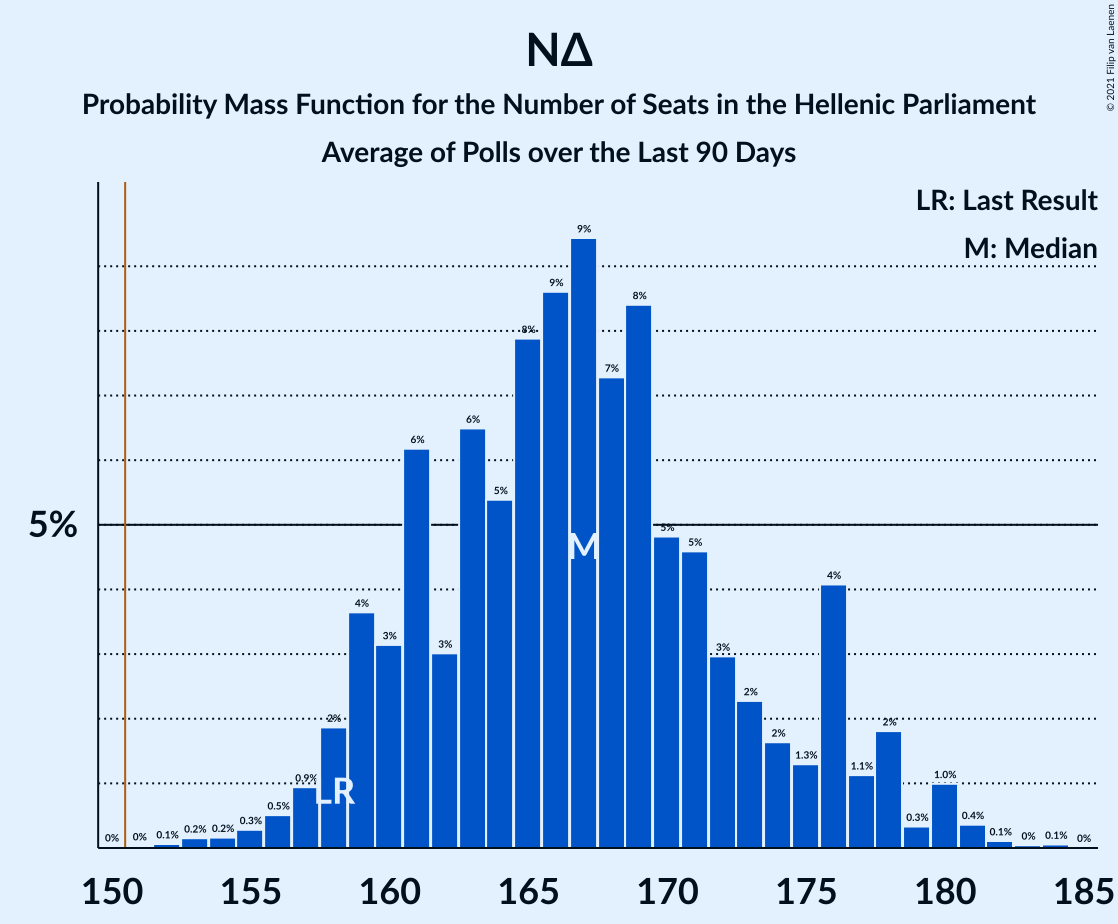 © 2021 Filip van Laenen
ΝΔ
Probability Mass Function for the Number of Seats in the Hellenic Parliament
Average of Polls over the Last 90 Days
LR: Last Result
M: Median
5%
0% 0% 0.1% 0.2% 0.2% 0.3% 0.5% 0.9% 2% 4% 3% 6% 3% 6% 5% 8% 9% 9% 7% 8% 5% 5% 3% 2% 2% 1.3% 4% 1.1% 2% 0.3% 1.0% 0.4% 0.1% 0% 0.1% 0%
M
LR
150 155 160 165 170 175 180 185